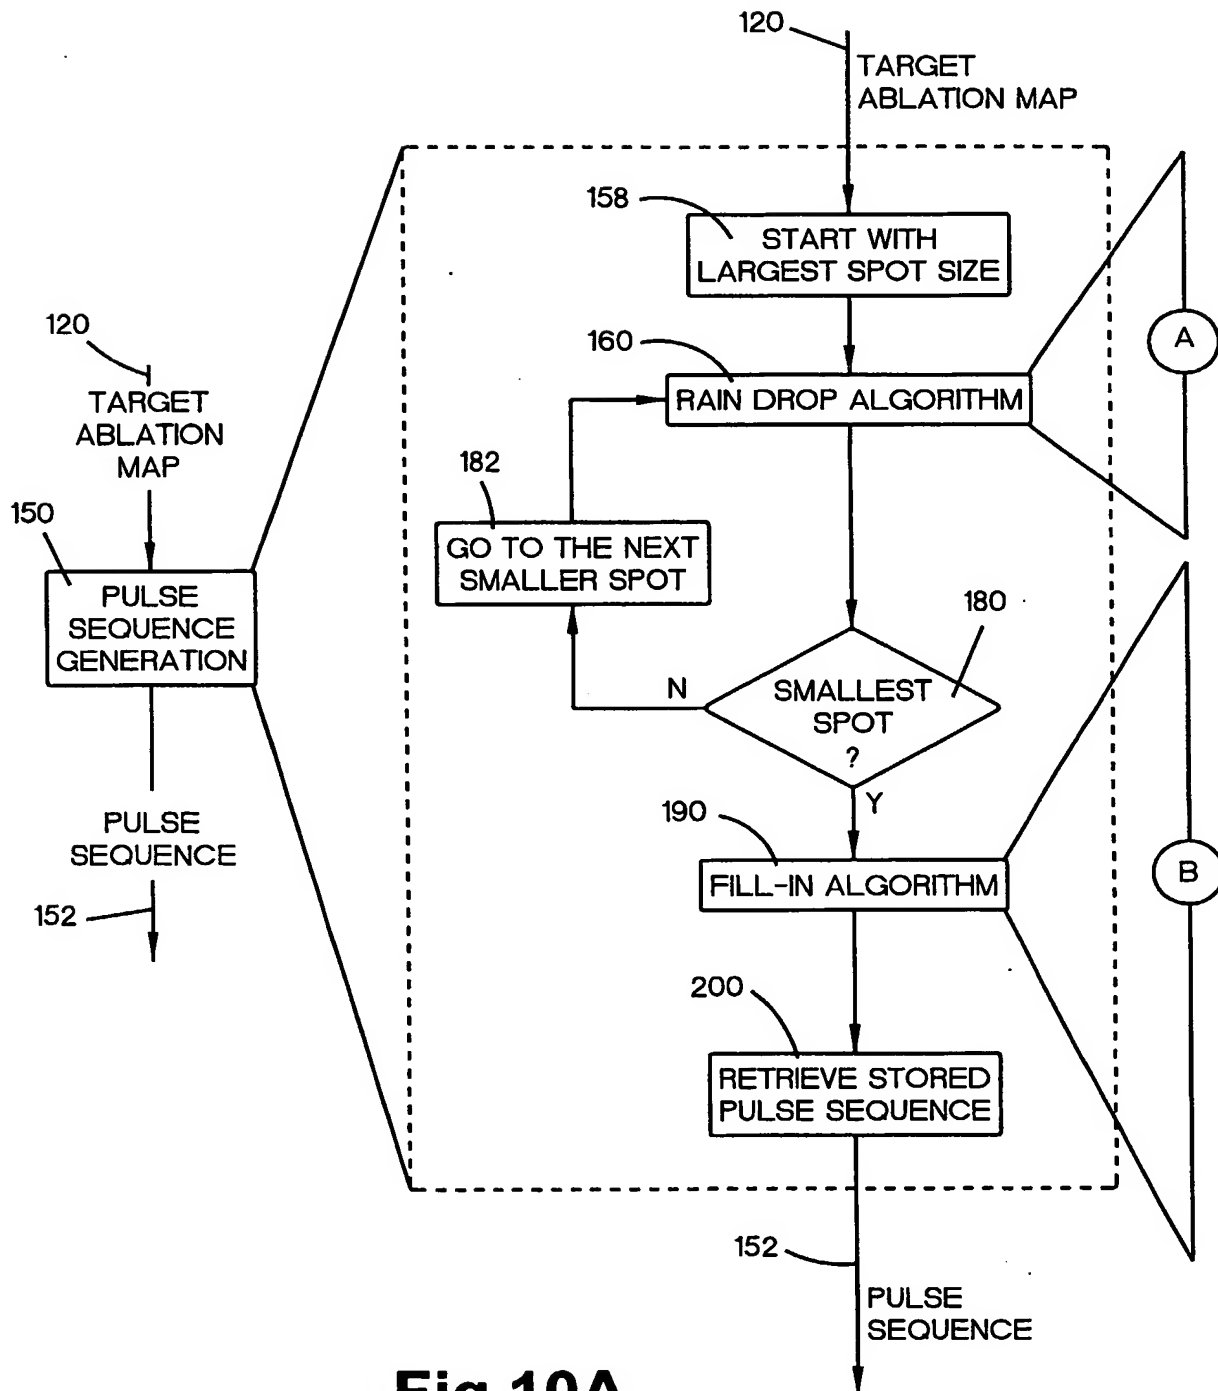 120
TARGET
ABLATION MAP
158
START WITH
LARGEST SPOT SIZE
160
RAIN DROP ALGORITHM
A
182
GO TO THE NEXT
SMALLER SPOT
180
SMALLEST
SPOT
?
N
Y
190
FILL-IN ALGORITHM
B
200
RETRIEVE STORED
PULSE SEQUENCE
152
PULSE
SEQUENCE
120
TARGET
ABLATION
MAP
150
PULSE
SEQUENCE
GENERATION
PULSE
SEQUENCE
152
Fig 10A